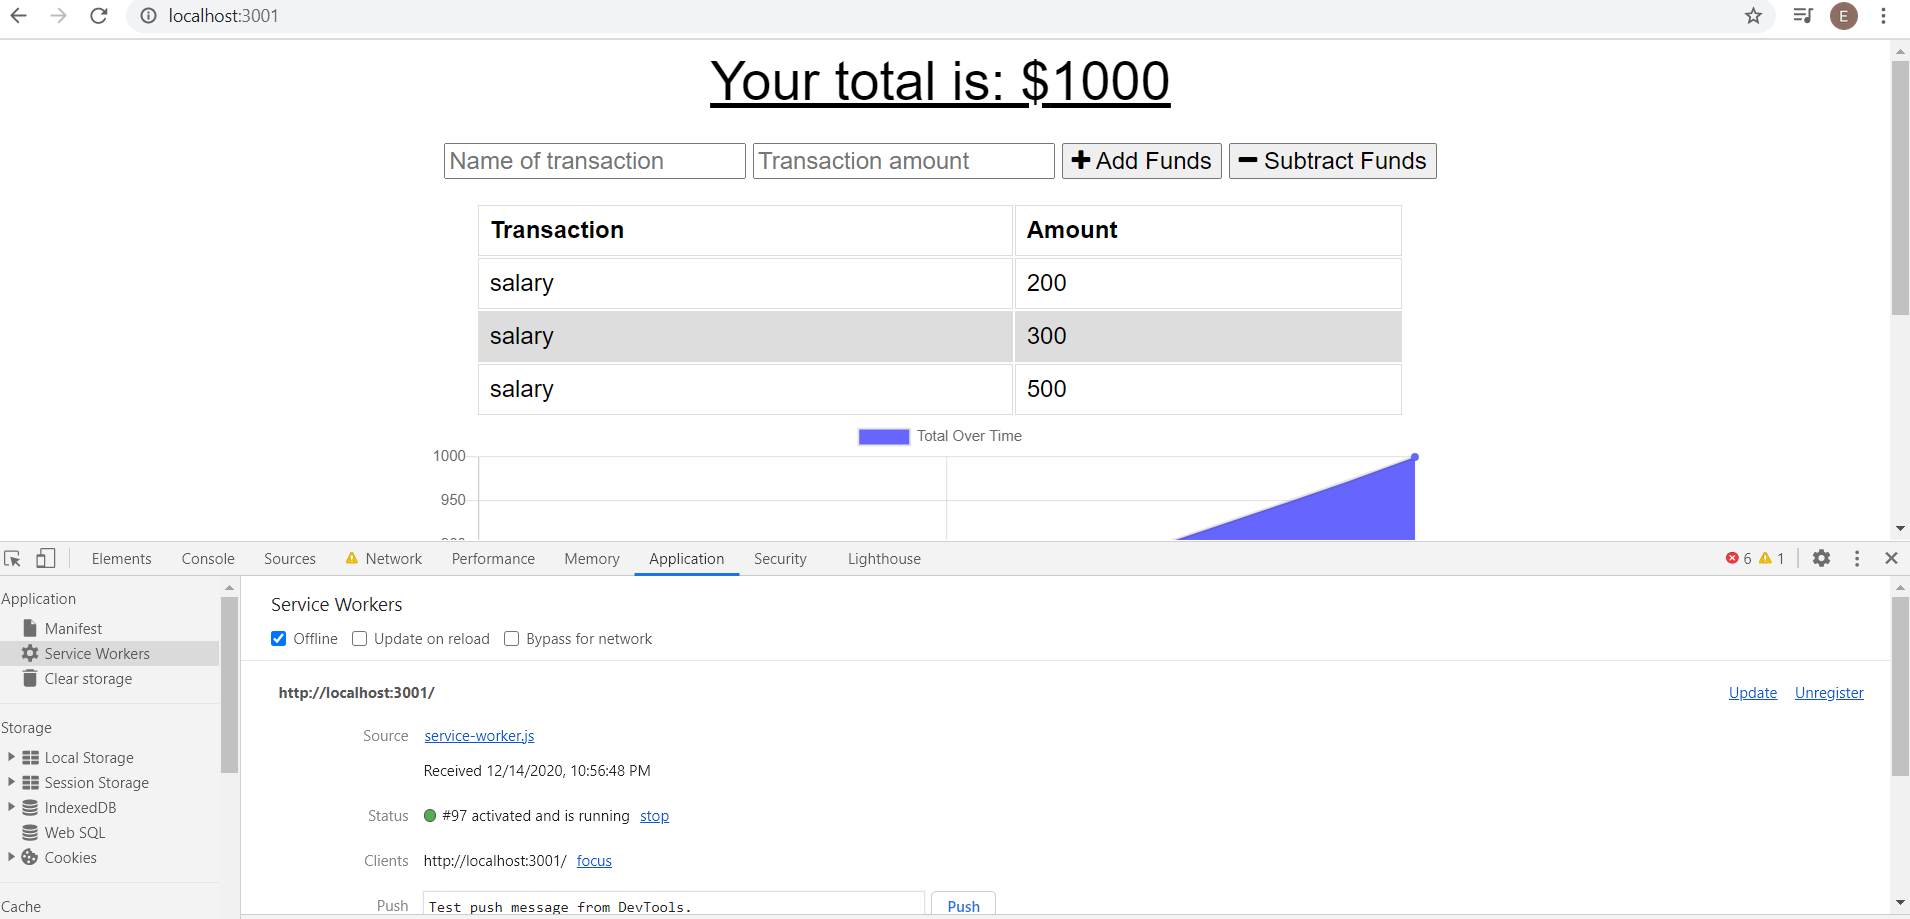 localhost:3001
E
Your total is: $1000
Name of transaction Transaction amount Add Funds Subtract Funds
Transaction Amount
salary 200
salary 300
salary 500
Total Over Time
1000
950
Elements Console Sources Network Performance Memory Application Security Lighthouse 6 1
Application
Manifest
Service Workers
Clear storage
Storage
Local Storage
Session Storage
IndexedDB
Web SQL
Cookies
Cache
Service Workers
Offline Update on reload Bypass for network
http://localhost:3001/ Update Unregister
Source service-worker.js
Received 12/14/2020, 10:56:48 PM
Status #97 activated and is running stop
Clients http://localhost:3001/ focus
Push Test push message from DevTools. Push